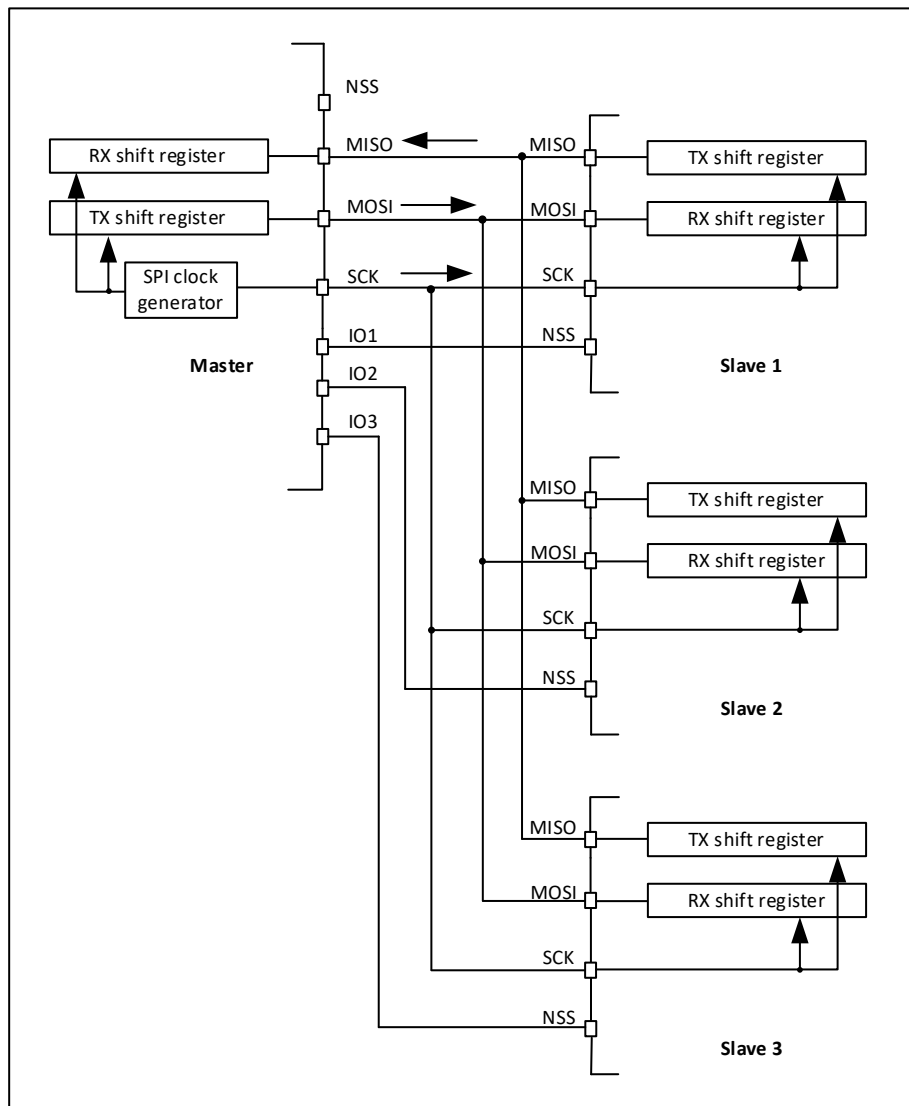 NSS
RX shift register
MISO
MISO
TX shift register
TX shift register
MOSI
MOSI
RX shift register
SPI clock
generator
SCK
SCK
IO1
NSS
Master
Slave 1
IO2
IO3
MISO
TX shift register
MOSI
RX shift register
SCK
NSS
Slave 2
MISO
TX shift register
MOSI
RX shift register
SCK
NSS
Slave 3